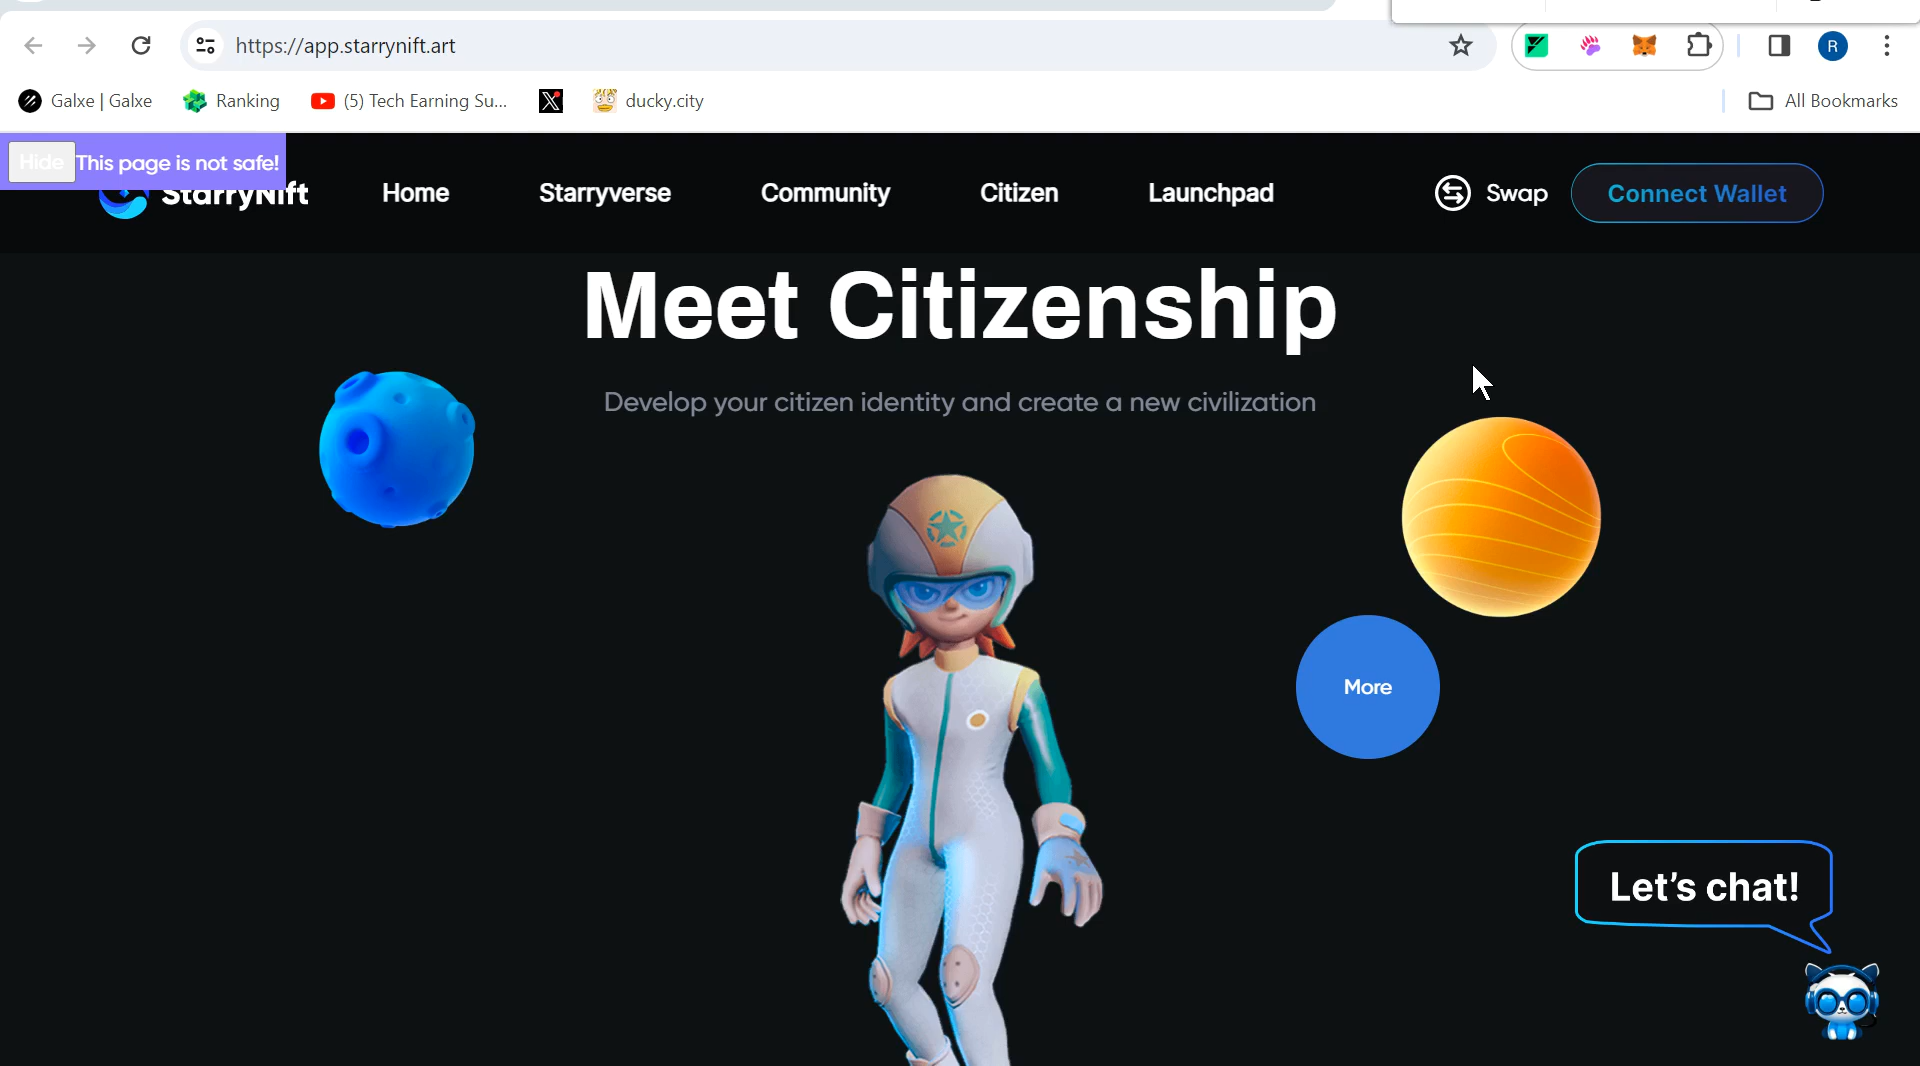 https://app.starrynift.art
R
Galxe | Galxe
Ranking
(5) Tech Earning Su...
ducky.city
All Bookmarks
Hide This page is not safe!
StarryNift
Home
Starryverse
Community
Citizen
Launchpad
Swap
Connect Wallet
Meet Citizenship
Develop your citizen identity and create a new civilization
More
Let's chat!